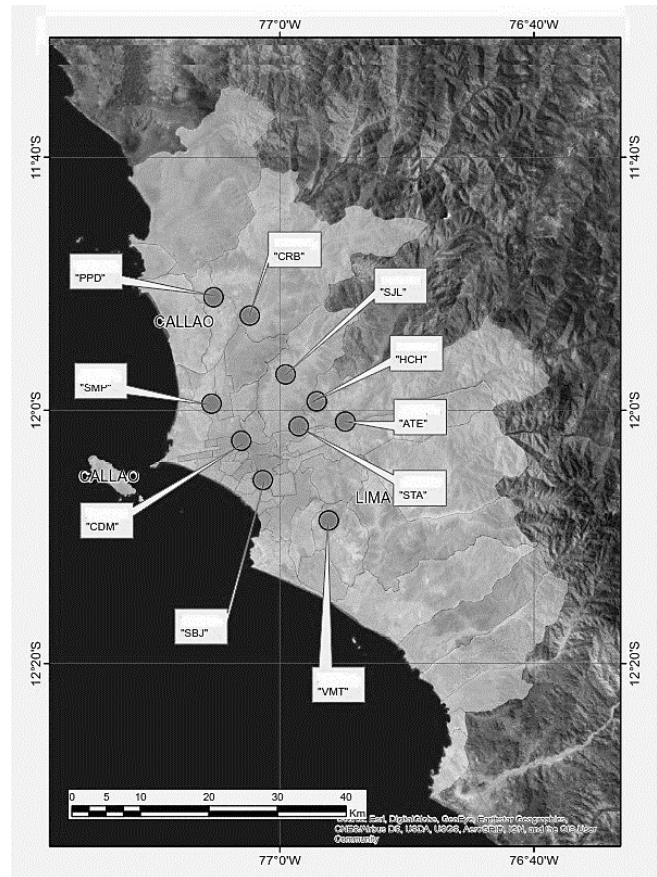 77°0'W
76°40'W
11°40'S
11°40'S
"CRB"
"PPD"
"SJL"
CALLAO
"HCH"
"SMP"
12°0'S
12°0'S
"ATE"
CALLAO
LIMA
"STA"
"CDM"
"SBJ"
12°20'S
12°20'S
"VMT"
0 5 10 20 30 40
Km
Esri, DigitalGlobe, GeoEye, Earthstar Geographics,
CNES/Airbus DS, USDA, USGS, AeroGRID, IGN, and the GIS User
Community
77°0'W
76°40'W